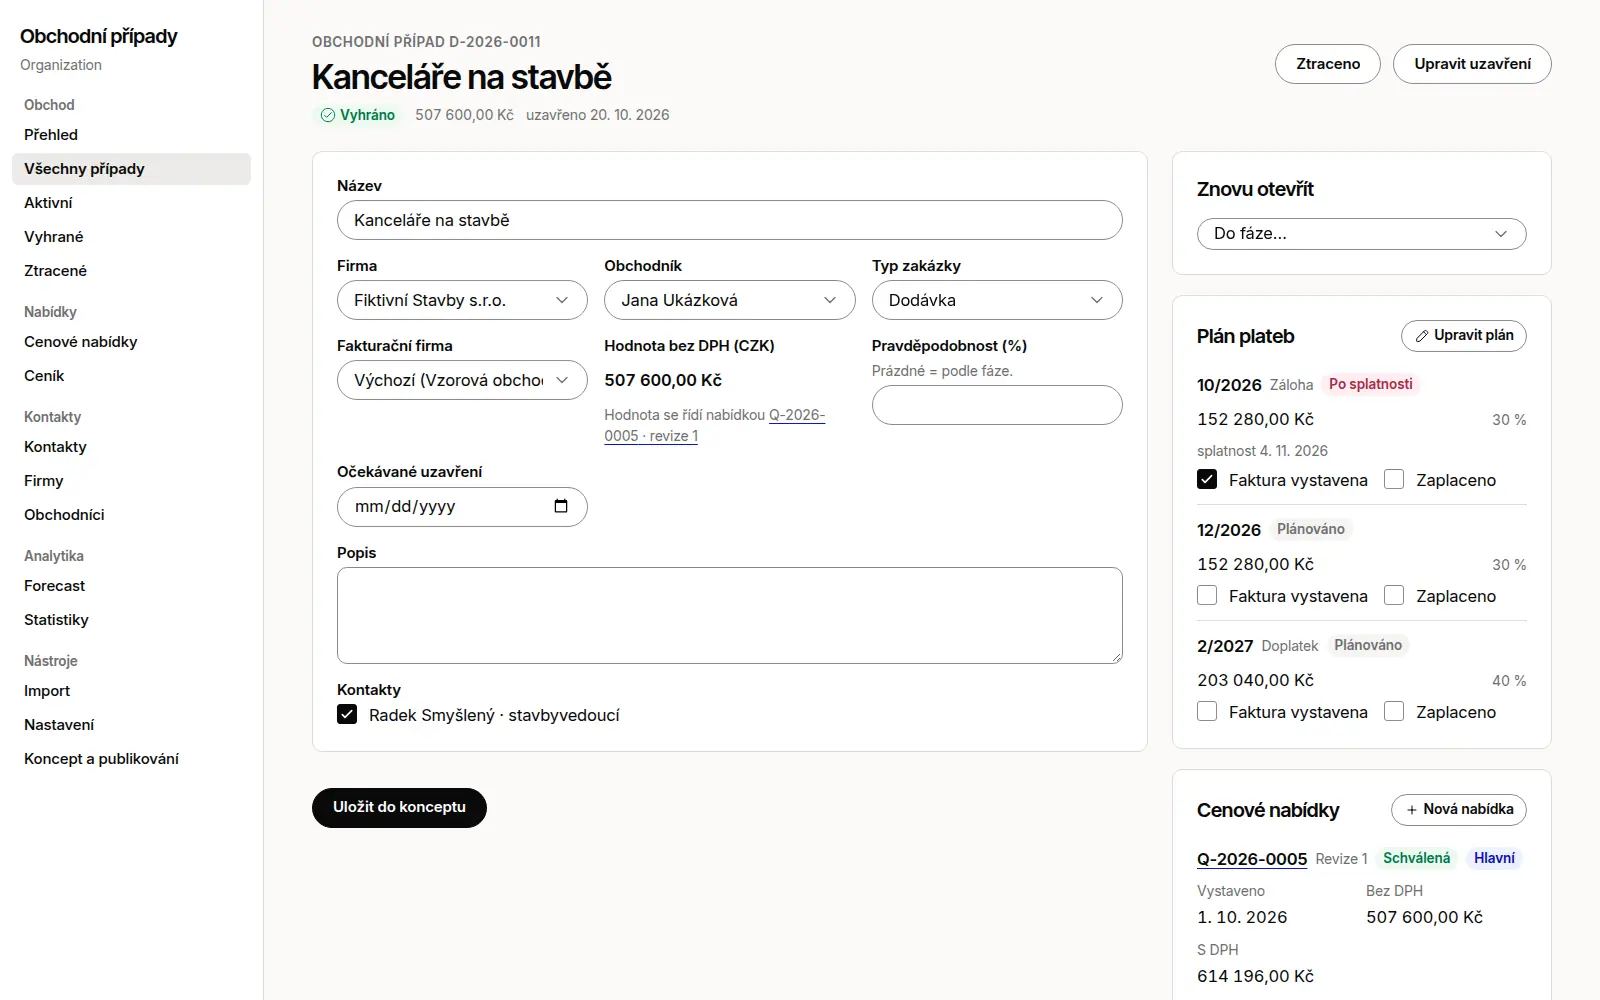 Obchodní případy
Organization
Obchod
Přehled
Všechny případy
Aktivní
Vyhrané
Ztracené
Nabídky
Cenové nabídky
Ceník
Kontakty
Kontakty
Firmy
Obchodníci
Analytika
Forecast
Statistiky
Nástroje
Import
Nastavení
Koncept a publikování
OBCHODNÍ PŘÍPAD D-2026-0011
Kanceláře na stavbě
Vyhráno 507 600,00 Kč uzavřeno 20. 10. 2026
Ztraceno
Upravit uzavření
Název
Kanceláře na stavbě
Firma
Fiktivní Stavby s.r.o.
Obchodník
Jana Ukázková
Typ zakázky
Dodávka
Fakturační firma
Výchozí (Vzorová obcho
Hodnota bez DPH (CZK)
507 600,00 Kč
Hodnota se řídí nabídkou Q-2026-
0005 · revize 1
Pravděpodobnost (%)
Prázdné = podle fáze.
Očekávané uzavření
mm/dd/yyyy
Popis
Kontakty
Radek Smyšlený · stavbyvedoucí
Uložit do konceptu
Znovu otevřít
Do fáze...
Plán plateb
Upravit plán
10/2026 Záloha Po splatnosti
152 280,00 Kč 30 %
splatnost 4. 11. 2026
Faktura vystavena Zaplaceno
12/2026 Plánováno
152 280,00 Kč 30 %
Faktura vystavena Zaplaceno
2/2027 Doplatek Plánováno
203 040,00 Kč 40 %
Faktura vystavena Zaplaceno
Cenové nabídky
+ Nová nabídka
Q-2026-0005 Revize 1 Schválená Hlavní
Vystaveno Bez DPH
1. 10. 2026 507 600,00 Kč
S DPH
614 196,00 Kč